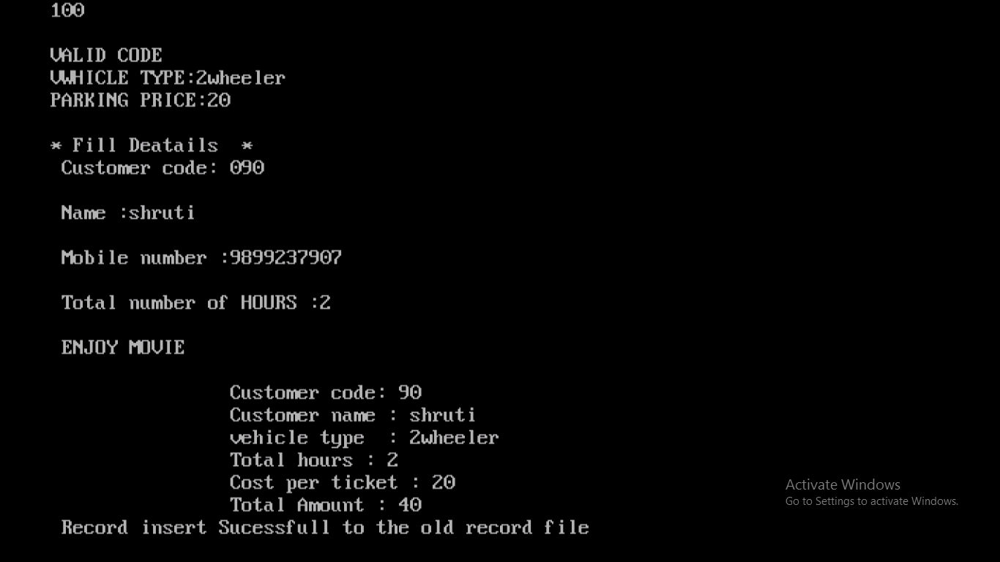 100
VALID CODE
VWHICLE TYPE:2wheeler
PARKING PRICE:20
* Fill Deatails  *
Customer code: 090
Name :shruti
Mobile number :9899237907
Total number of HOURS :2
ENJOY MOVIE
Customer code: 90
Customer name : shruti
vehicle type  : 2wheeler
Total hours : 2
Cost per ticket : 20
Total Amount : 40
Record insert Sucessfull to the old record file
Activate Windows
Go to Settings to activate Windows.